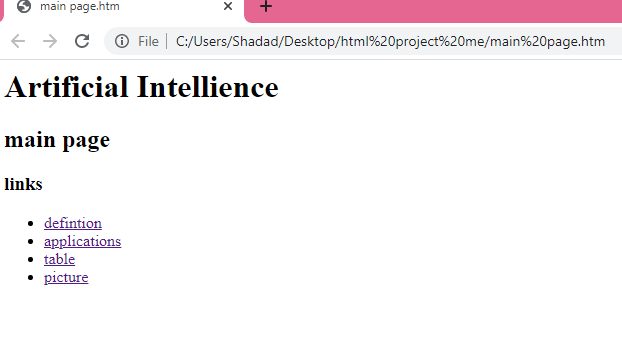 main page.htm
File C:/Users/Shadad/Desktop/html%20project%20me/main%20page.htm
Artificial Intellience
main page
links
defintion
applications
table
picture